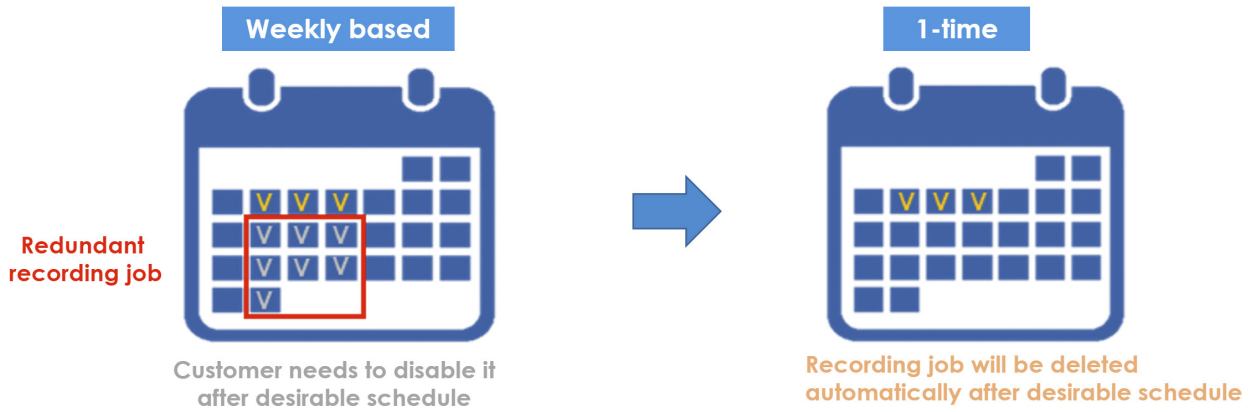 Weekly based
1-time
V V V
V V V
V V V
V
Redundant
recording job
V V V
Customer needs to disable it
after desirable schedule
Recording job will be deleted
automatically after desirable schedule